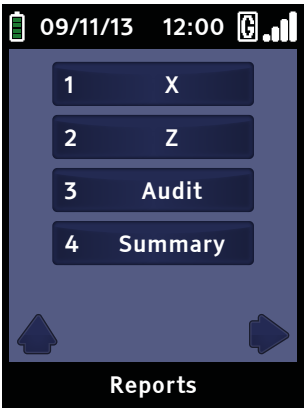 09/11/13 12:00 G
1 X
2 Z
3 Audit
4 Summary
Reports